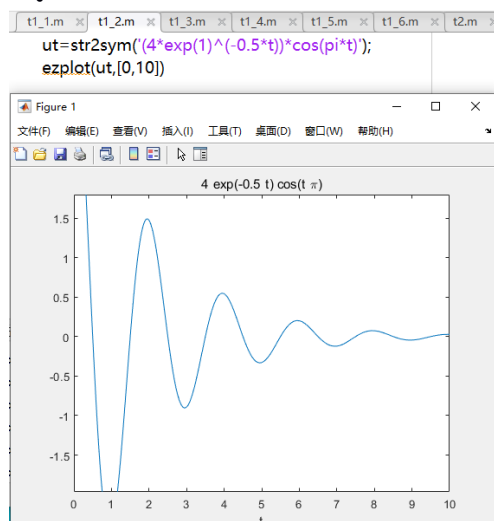 t1_1.m × t1_2.m × t1_3.m × t1_4.m × t1_5.m × t1_6.m × t2.m ×
ut=str2sym('(4*exp(1)^(-0.5*t))*cos(pi*t)');
ezplot(ut,[0,10])
Figure 1
文件(F) 编辑(E) 查看(V) 插入(I) 工具(T) 桌面(D) 窗口(W) 帮助(H)
4 exp(-0.5 t) cos(t π)
1.5
1
0.5
0
-0.5
-1
-1.5
0 1 2 3 4 5 6 7 8 9 10